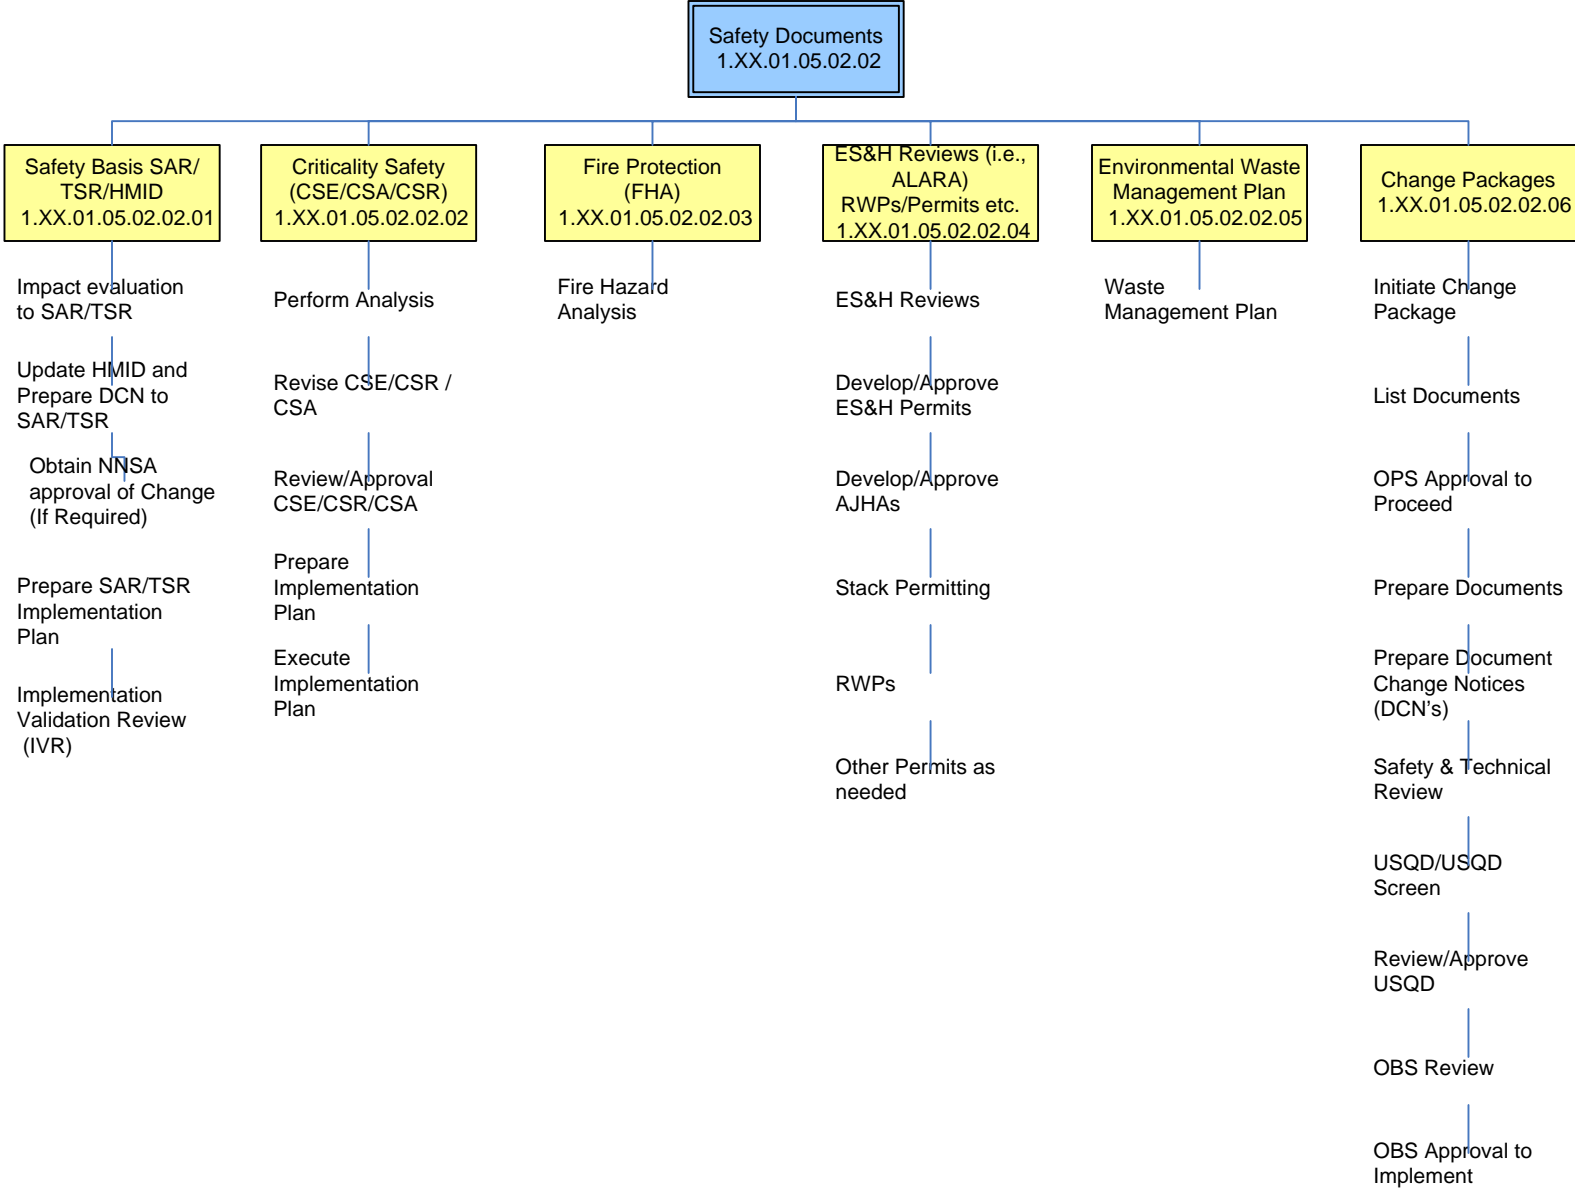 Safety Documents
1.XX.01.05.02.02
Safety Basis SAR/
TSR/HMID
1.XX.01.05.02.02.01
Impact evaluation
to SAR/TSR
Update HMID and
Prepare DCN to
SAR/TSR
Obtain NNSA
approval of Change
(If Required)
Prepare SAR/TSR
Implementation
Plan
Implementation
Validation Review
(IVR)
Criticality Safety
(CSE/CSA/CSR)
1.XX.01.05.02.02.02
Perform Analysis
Revise CSE/CSR /
CSA
Review/Approval
CSE/CSR/CSA
Prepare
Implementation
Plan
Execute
Implementation
Plan
Fire Protection
(FHA)
1.XX.01.05.02.02.03
Fire Hazard
Analysis
ES&H Reviews (i.e.,
ALARA)
RWPs/Permits etc.
1.XX.01.05.02.02.04
ES&H Reviews
Develop/Approve
ES&H Permits
Develop/Approve
AJHAs
Stack Permitting
RWPs
Other Permits as
needed
Environmental Waste
Management Plan
1.XX.01.05.02.02.05
Waste
Management Plan
Change Packages
1.XX.01.05.02.02.06
Initiate Change
Package
List Documents
OPS Approval to
Proceed
Prepare Documents
Prepare Document
Change Notices
(DCN’s)
Safety & Technical
Review
USQD/USQD
Screen
Review/Approve
USQD
OBS Review
OBS Approval to
Implement